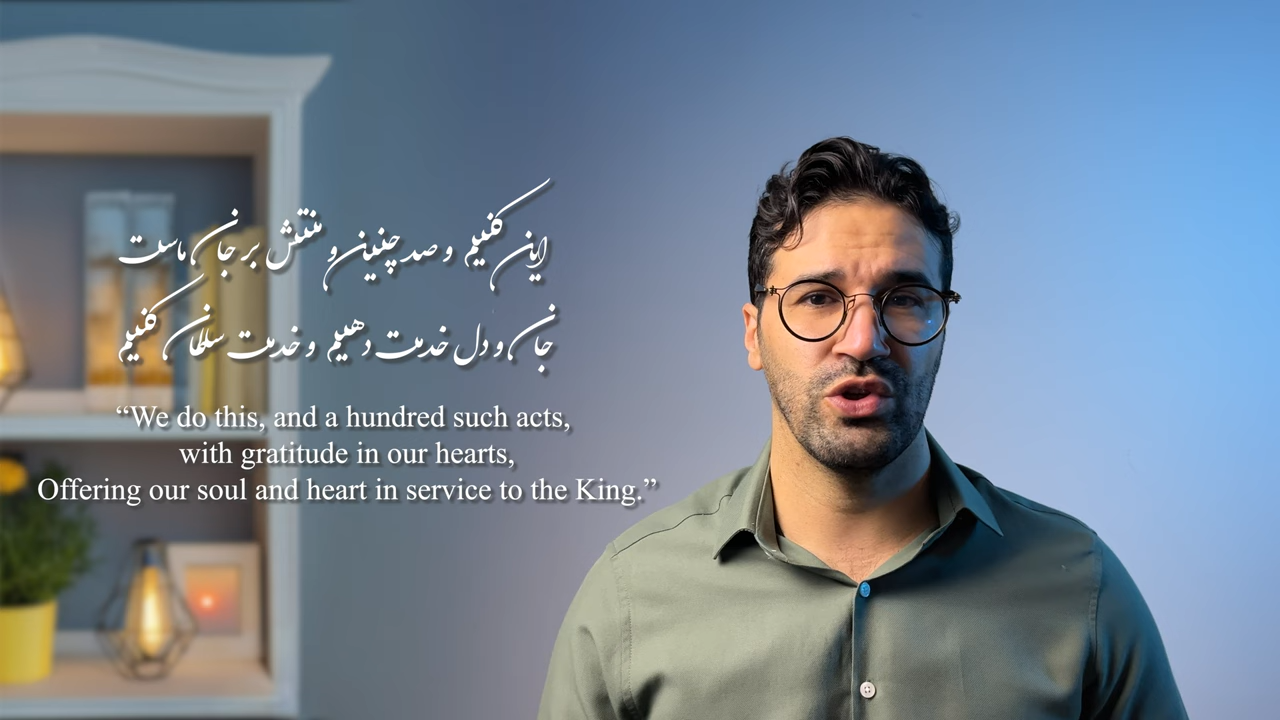 این کنیم و صد چنین و منتش بر جان ماست
جان و دل خدمت دهیم و خدمت سلطان کنیم
“We do this, and a hundred such acts,
with gratitude in our hearts,
Offering our soul and heart in service to the King.”